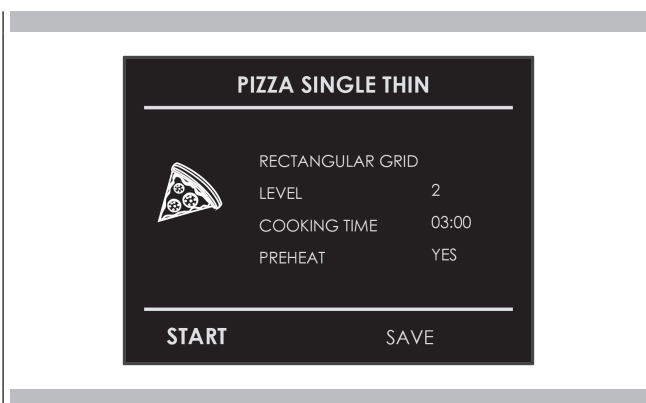 PIZZA SINGLE THIN
RECTANGULAR GRID
LEVEL 2
COOKING TIME 03:00
PREHEAT YES
START SAVE